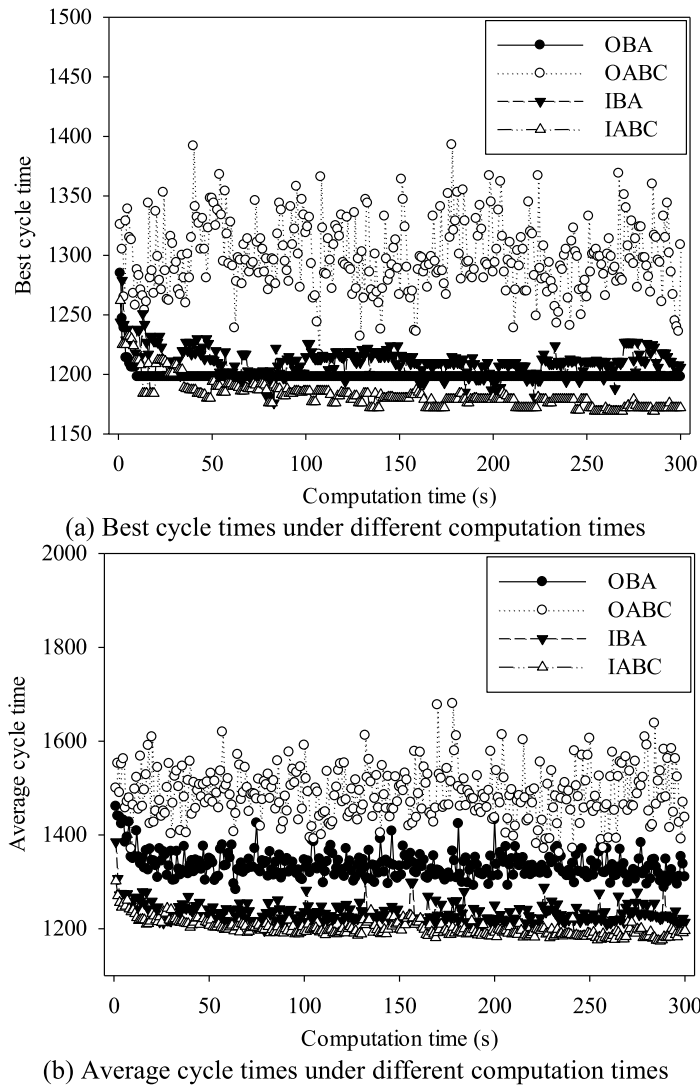 1500
1450
1400
1350
1300
1250
1200
1150
Best cycle time
OBA
OABC
IBA
IABC
0 50 100 150 200 250 300
Computation time (s)
(a) Best cycle times under different computation times
2000
1800
1600
1400
1200
Average cycle time
OBA
OABC
IBA
IABC
0 50 100 150 200 250 300
Computation time (s)
(b) Average cycle times under different computation times